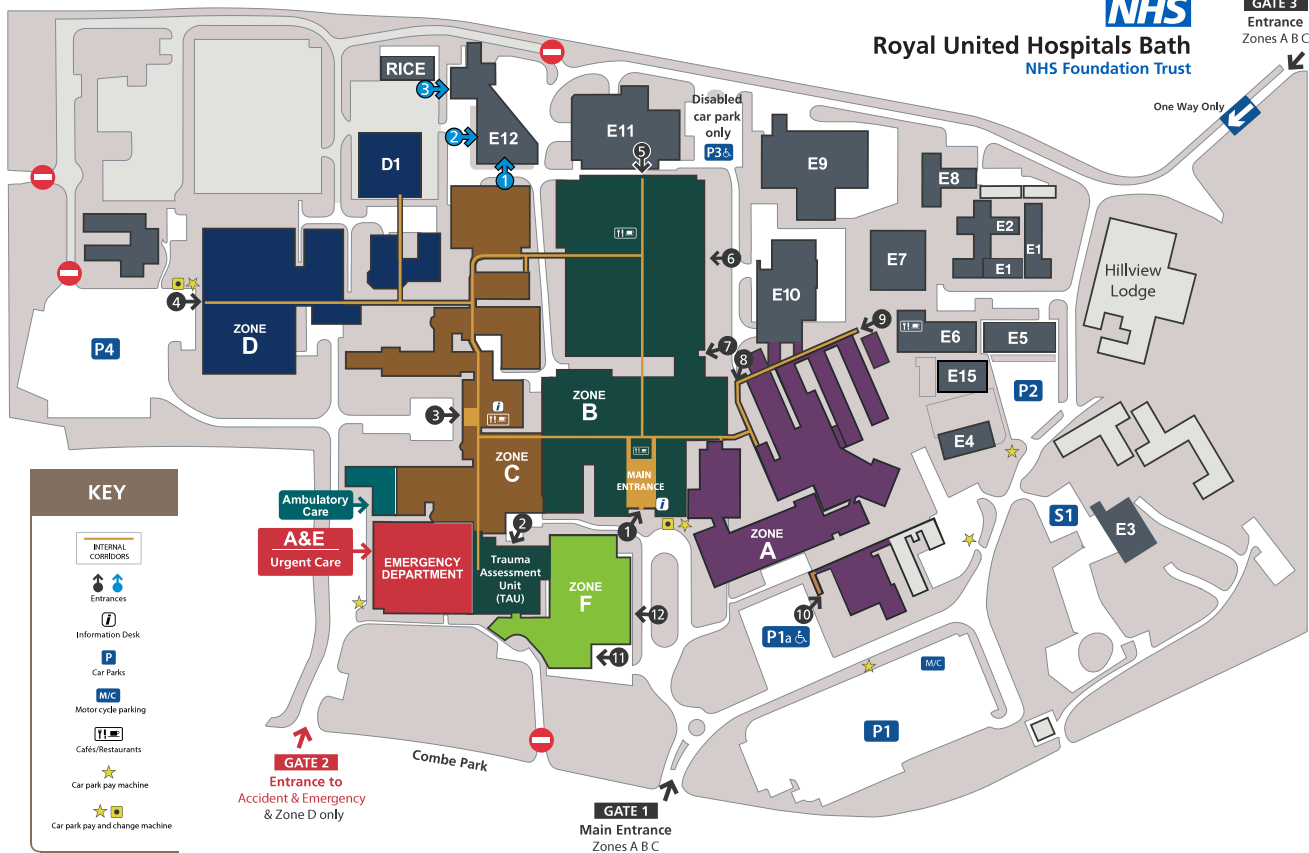 NHS
Royal United Hospitals Bath
NHS Foundation Trust
GATE 3
Entrance
Zones A B C
One Way Only
RICE
3
2
E12
1
E11
5
Disabled
car park
only
P3
E9
E8
E2
E1
E1
D1
Hillview
Lodge
6
E7
E10
4
ZONE
D
P4
7
8
9
E6
E5
E15
P2
E4
3
i
ZONE
B
ZONE
C
MAIN
ENTRANCE
i
1
2
Ambulatory
Care
A&E
Urgent Care
EMERGENCY
DEPARTMENT
Trauma
Assessment
Unit
(TAU)
ZONE
F
12
11
ZONE
A
10
P1a
S1
E3
M/C
P1
KEY
INTERNAL
CORRIDORS
Entrances
i
Information Desk
P
Car Parks
M/C
Motor cycle parking
Cafés/Restaurants
Car park pay machine
Car park pay and change machine
GATE 2
Entrance to
Accident & Emergency
& Zone D only
Combe Park
GATE 1
Main Entrance
Zones A B C